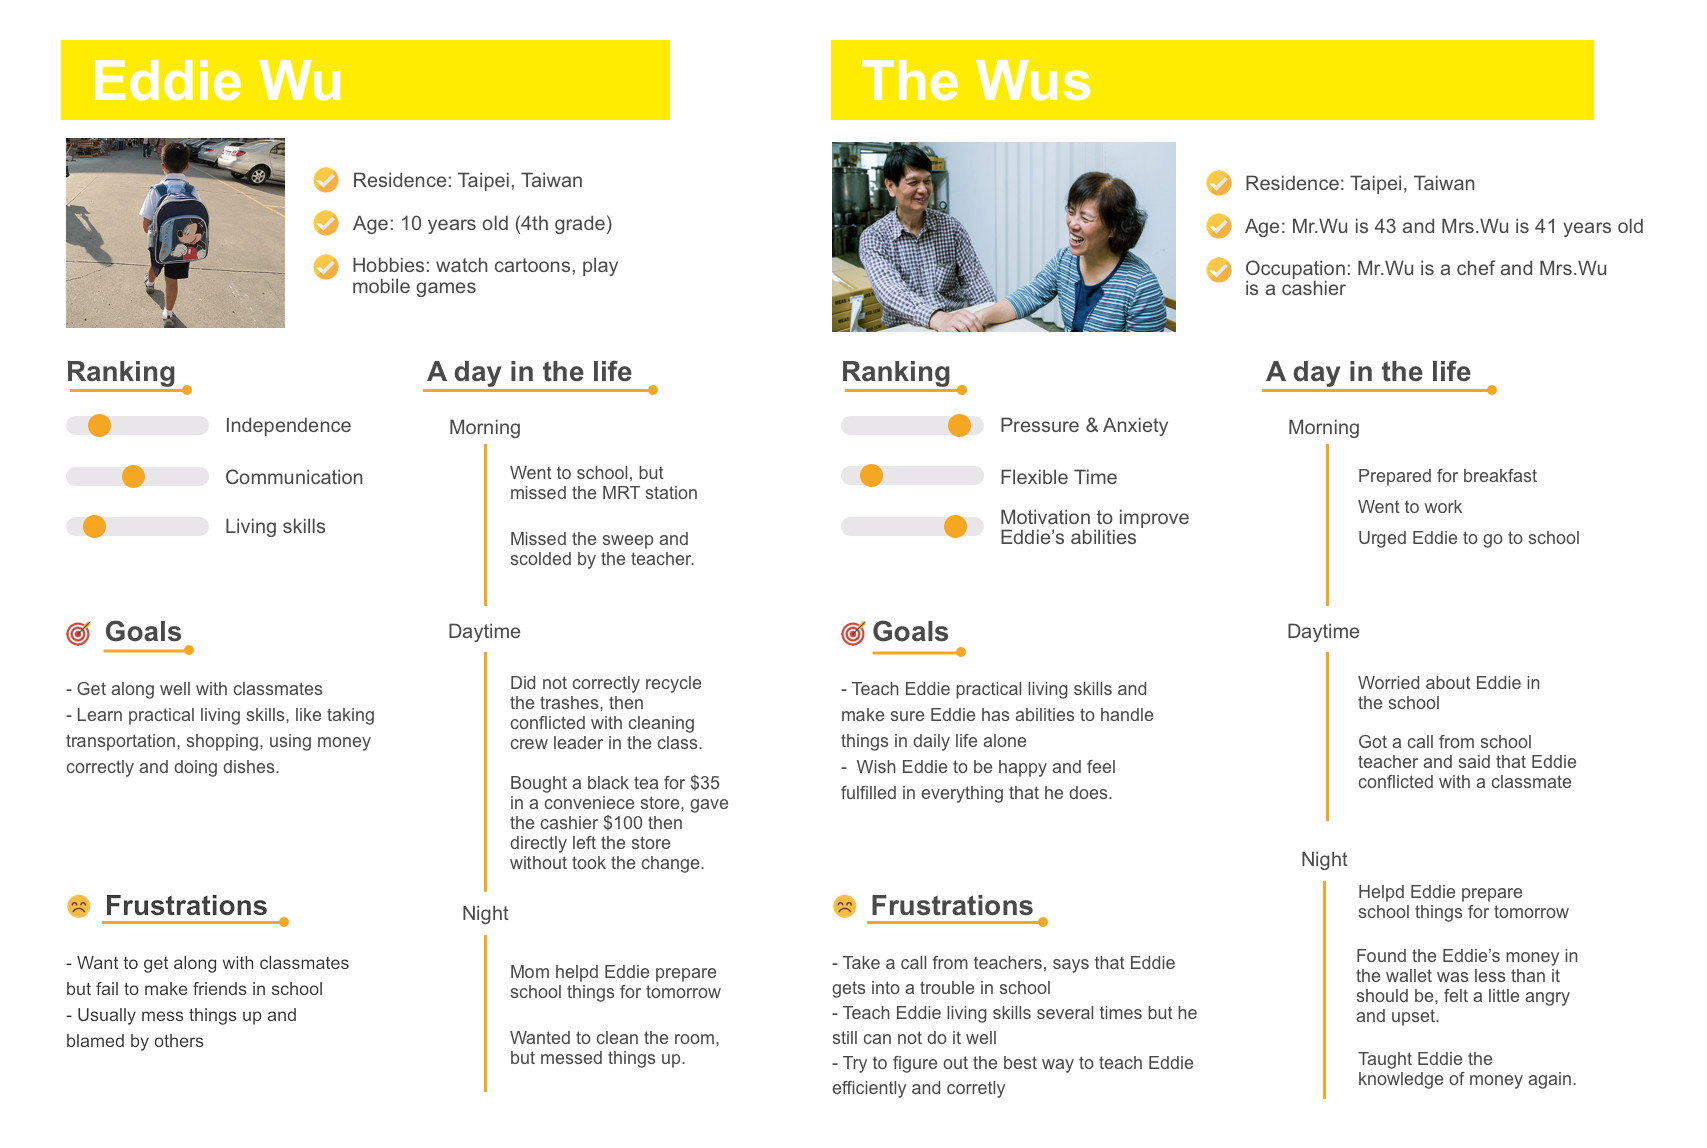 Eddie Wu
Residence: Taipei, Taiwan
Age: 10 years old (4th grade)
Hobbies: watch cartoons, play
mobile games
Ranking
Independence
Communication
Living skills
Goals
- Get along well with classmates
- Learn practical living skills, like taking
transportation, shopping, using money
correctly and doing dishes.
Frustrations
- Want to get along with classmates
but fail to make friends in school
- Usually mess things up and
blamed by others
A day in the life
Morning
Went to school, but
missed the MRT station
Missed the sweep and
scolded by the teacher.
Daytime
Did not correctly recycle
the trashes, then
conflicted with cleaning
crew leader in the class.
Bought a black tea for $35
in a conveniece store, gave
the cashier $100 then
directly left the store
without took the change.
Night
Mom helpd Eddie prepare
school things for tomorrow
Wanted to clean the room,
but messed things up.
The Wus
Residence: Taipei, Taiwan
Age: Mr.Wu is 43 and Mrs.Wu is 41 years old
Occupation: Mr.Wu is a chef and Mrs.Wu
is a cashier
Ranking
Pressure & Anxiety
Flexible Time
Motivation to improve
Eddie’s abilities
Goals
- Teach Eddie practical living skills and
make sure Eddie has abilities to handle
things in daily life alone
- Wish Eddie to be happy and feel
fulfilled in everything that he does.
Frustrations
- Take a call from teachers, says that Eddie
gets into a trouble in school
- Teach Eddie living skills several times but he
still can not do it well
- Try to figure out the best way to teach Eddie
efficiently and corretly
A day in the life
Morning
Prepared for breakfast
Went to work
Urged Eddie to go to school
Daytime
Worried about Eddie in
the school
Got a call from school
teacher and said that Eddie
conflicted with a classmate
Night
Helpd Eddie prepare
school things for tomorrow
Found the Eddie’s money in
the wallet was less than it
should be, felt a little angry
and upset.
Taught Eddie the
knowledge of money again.